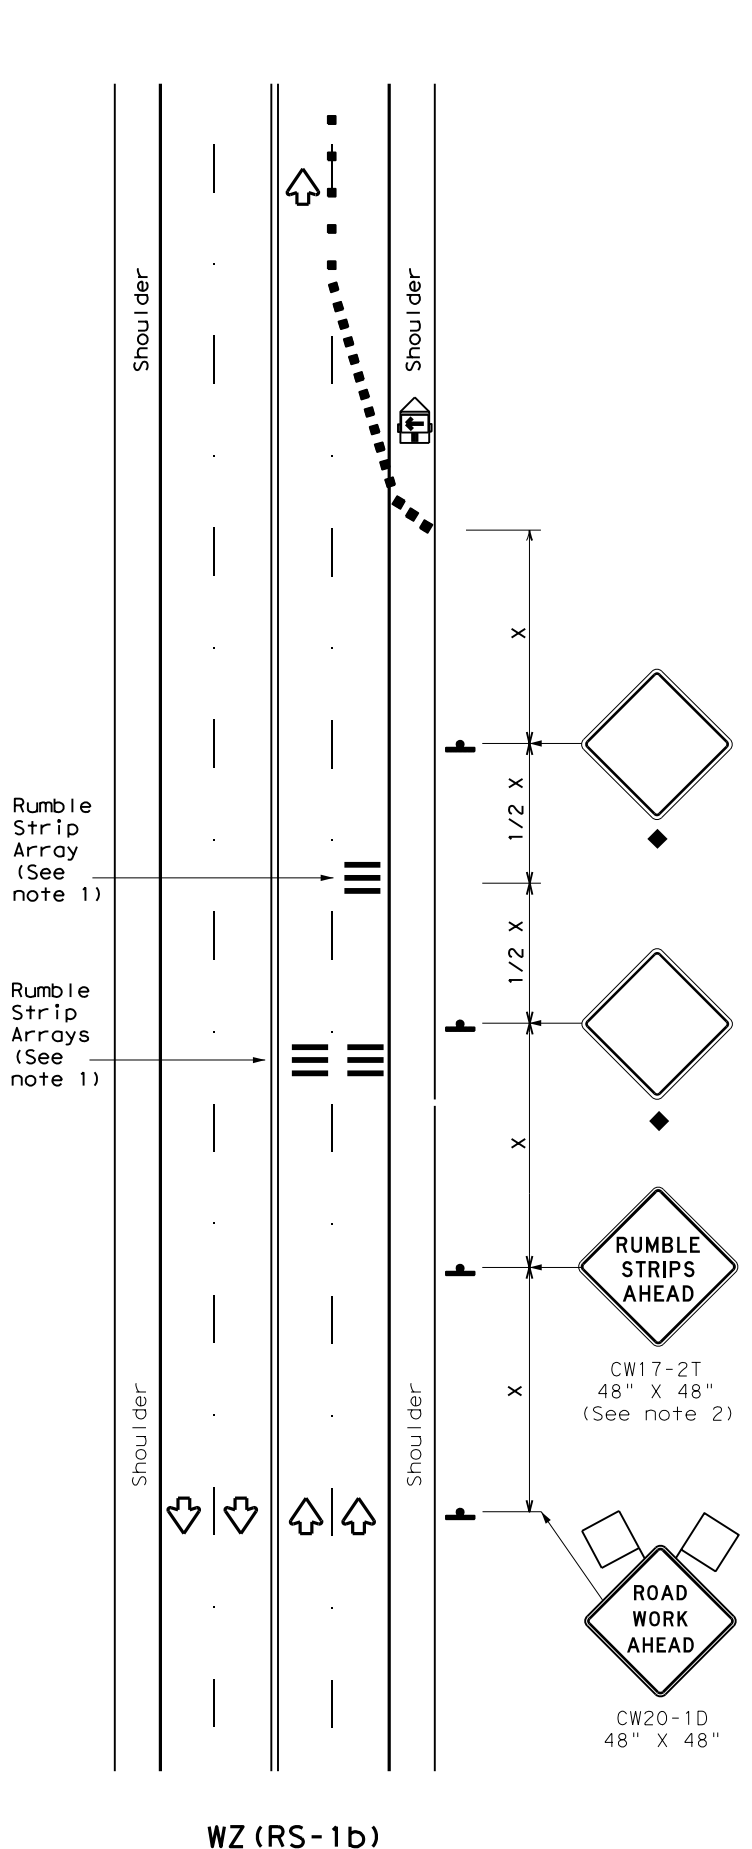 Shoulder
Shoulder
X
1/2 X
Rumble
Strip
Array
(See
note 1)
1/2 X
Rumble
Strip
Arrays
(See
note 1)
X
RUMBLE
STRIPS
AHEAD
CW17-2T
48" X 48"
(See note 2)
X
Shoulder
Shoulder
ROAD
WORK
AHEAD
CW20-1D
48" X 48"
WZ(RS-1b)